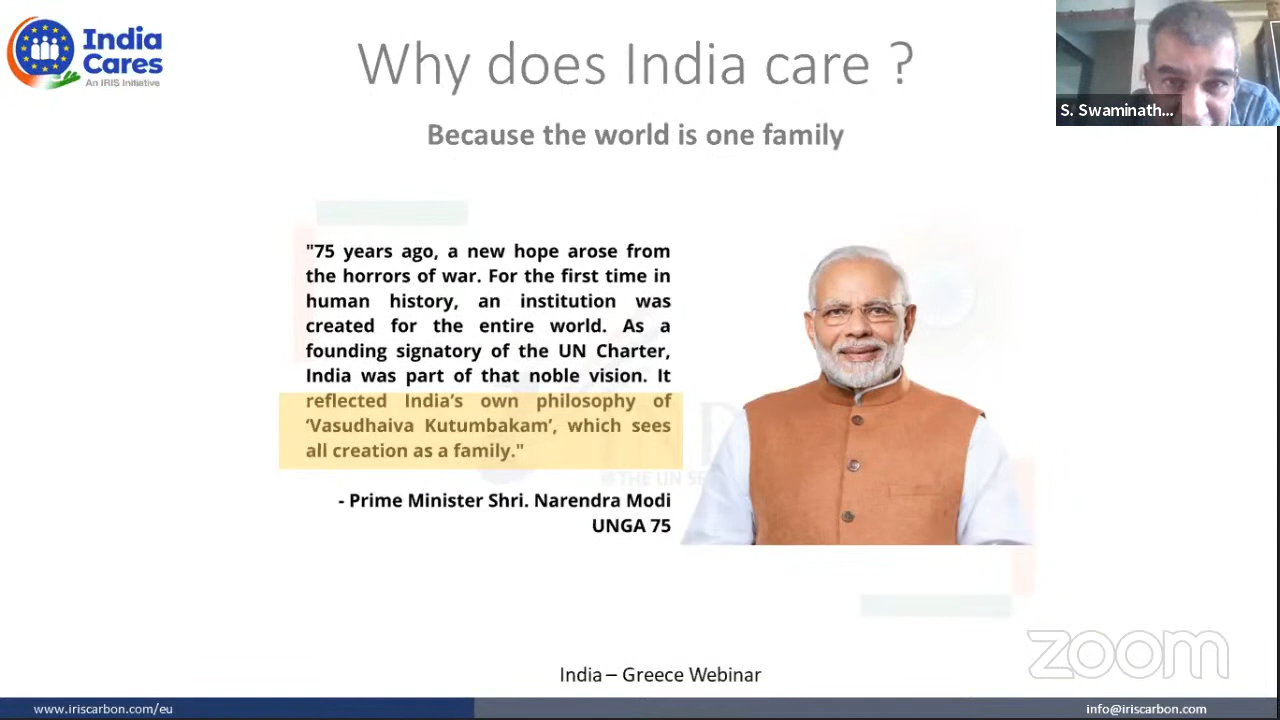 India
Cares
An IRIS Initiative
Why does India care ?
Because the world is one family
S. Swaminath...
"75 years ago, a new hope arose from
the horrors of war. For the first time in
human history, an institution was
created for the entire world. As a
founding signatory of the UN Charter,
India was part of that noble vision. It
reflected India's own philosophy of
‘Vasudhaiva Kutumbakam’, which sees
all creation as a family."
- Prime Minister Shri. Narendra Modi
UNGA 75
zoom
India – Greece Webinar
www.iriscarbon.com/eu
info@iriscarbon.com